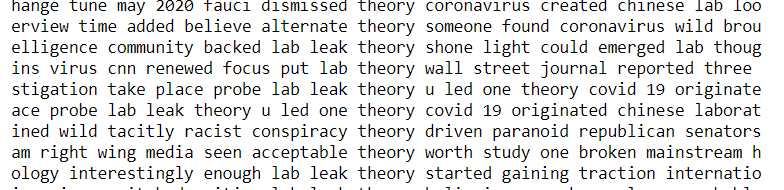 hange tune may 2020 fauci dismissed theory coronavirus created chinese lab loo
erview time added believe alternate theory someone found coronavirus wild brou
elligence community backed lab leak theory shone light could emerged lab thoug
ins virus cnn renewed focus put lab theory wall street journal reported three
stigation take place probe lab leak theory u led one theory covid 19 originate
ace probe lab leak theory u led one theory covid 19 originated chinese laborat
ined wild tacitly racist conspiracy theory driven paranoid republican senators
am right wing media seen acceptable theory worth study one broken mainstream h
ology interestingly enough lab leak theory started gaining traction internatio